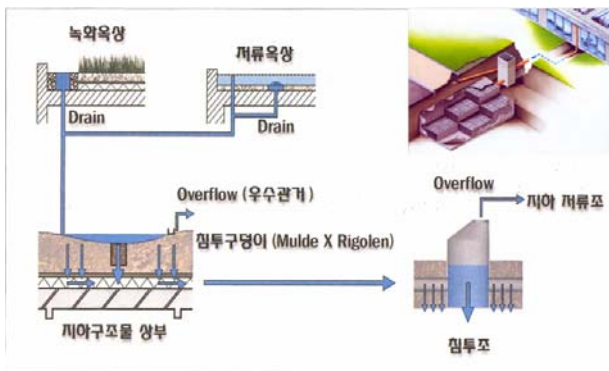 녹화옥상
저류옥상
Drain
Drain
Overflow (우수관거)
침투구덩이 (Mulde X Rigolen)
지하구조물 상부
Overflow
지하 저류조
침투조